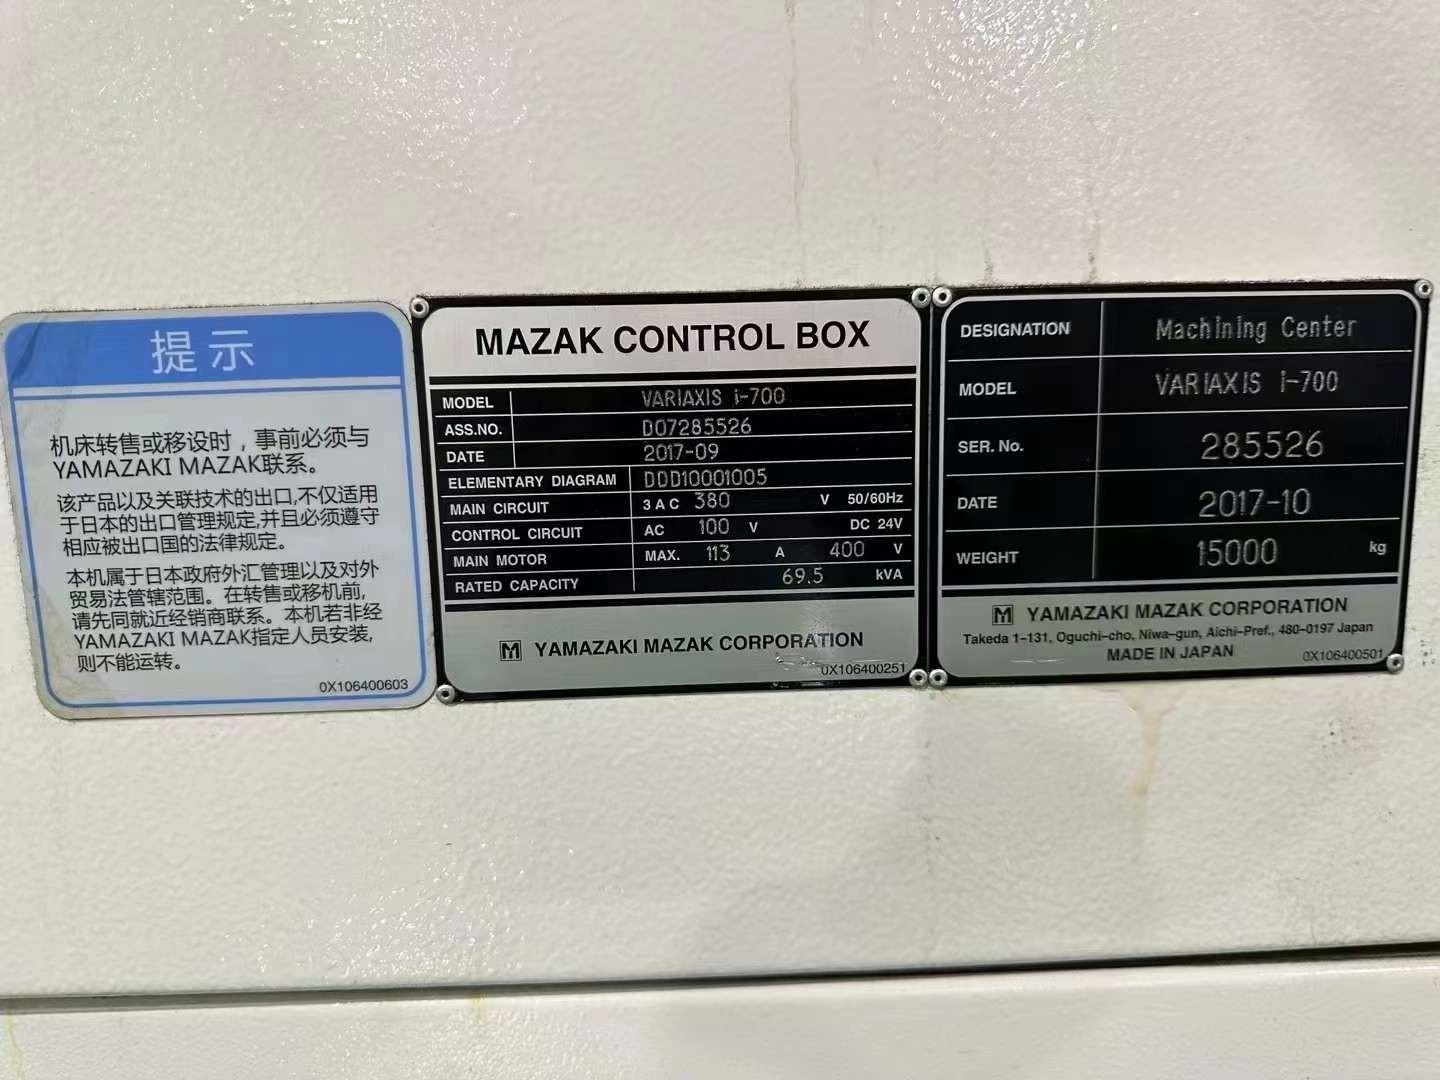 提示
机床转售或移设时，事前必须与
YAMAZAKI MAZAK联系。
该产品以及关联技术的出口,不仅适用
于日本的出口管理规定,并且必须遵守
相应被出口国的法律规定。
本机属于日本政府外汇管理以及对外
贸易法管辖范围。在转售或移机前,
请先同就近经销商联系。本机若非经
YAMAZAKI MAZAK指定人员安装,
则不能运转。
0X106400603
MAZAK CONTROL BOX
MODEL VARIAXIS i-700
ASS.NO. D07285526
DATE 2017-09
ELEMENTARY DIAGRAM DDD10001005
MAIN CIRCUIT 3 A C 380 V 50/60Hz
CONTROL CIRCUIT AC 100 V DC 24V
MAIN MOTOR MAX. 113 A 400 V
RATED CAPACITY 69.5 kVA
M YAMAZAKI MAZAK CORPORATION
0X106400251
DESIGNATION Machining Center
MODEL VARIAXIS i-700
SER. No. 285526
DATE 2017-10
WEIGHT 15000 kg
M YAMAZAKI MAZAK CORPORATION
Takeda 1-131, Oguchi-cho, Niwa-gun, Aichi-Pref., 480-0197 Japan
MADE IN JAPAN 0X106400501